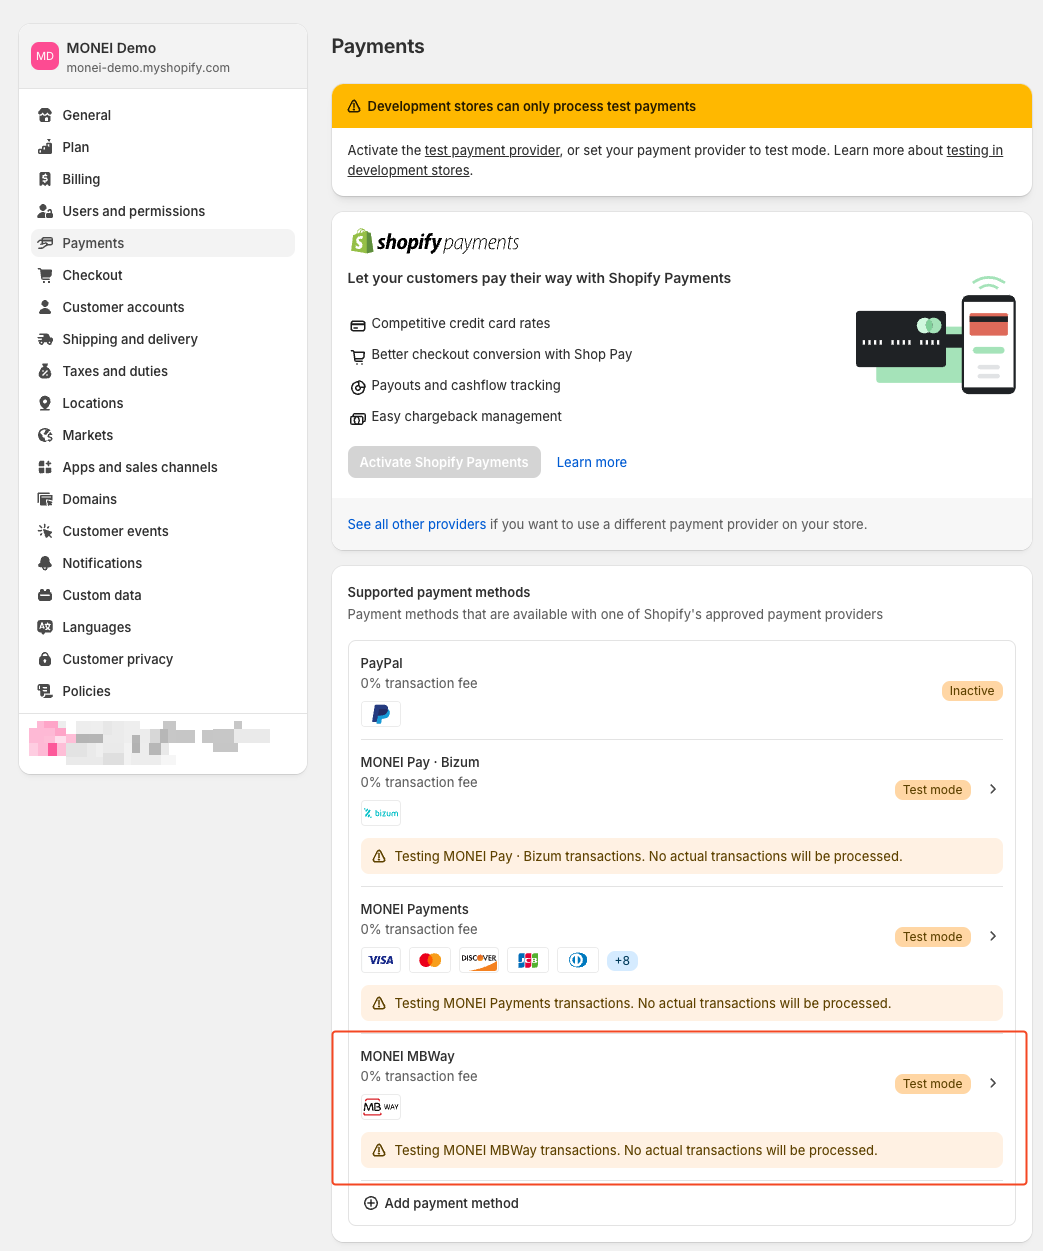 MD
MONEI Demo
monei-demo.myshopify.com
General
Plan
Billing
Users and permissions
Payments
Checkout
Customer accounts
Shipping and delivery
Taxes and duties
Locations
Markets
Apps and sales channels
Domains
Customer events
Notifications
Custom data
Languages
Customer privacy
Policies
Payments
Development stores can only process test payments
Activate the test payment provider, or set your payment provider to test mode. Learn more about testing in
development stores.
shopify payments
Let your customers pay their way with Shopify Payments
Competitive credit card rates
Better checkout conversion with Shop Pay
Payouts and cashflow tracking
Easy chargeback management
Activate Shopify Payments
Learn more
See all other providers if you want to use a different payment provider on your store.
Supported payment methods
Payment methods that are available with one of Shopify's approved payment providers
PayPal
0% transaction fee
Inactive
MONEI Pay · Bizum
0% transaction fee
Test mode
bizum
Testing MONEI Pay · Bizum transactions. No actual transactions will be processed.
MONEI Payments
0% transaction fee
Test mode
VISA
DISCOVER
JCB
+8
Testing MONEI Payments transactions. No actual transactions will be processed.
MONEI MBWay
0% transaction fee
Test mode
MB WAY
Testing MONEI MBWay transactions. No actual transactions will be processed.
Add payment method